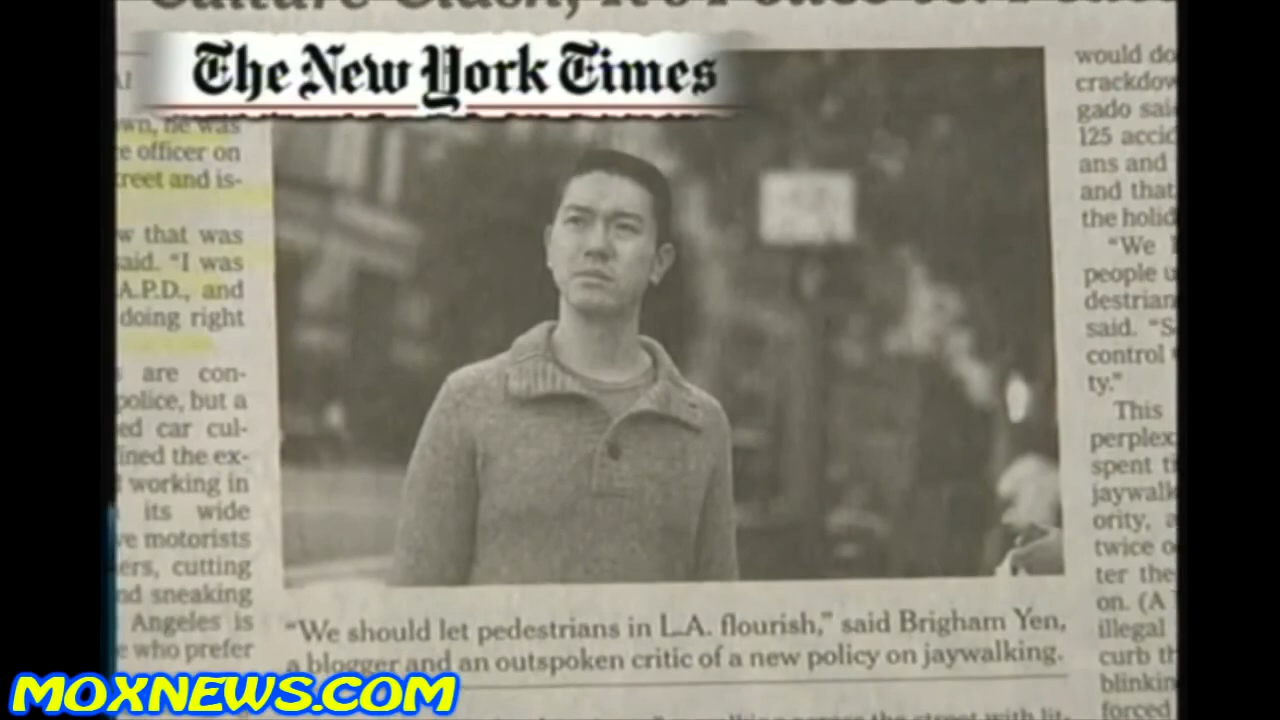 The New York Times
wn, he was
e officer on
treet and is-
w that was
said. "I was
A.P.D., and
doing right
are con-
police, but a
ed car cul-
ined the ex-
working in
its wide
ve motorists
ers, cutting
nd sneaking
Angeles is
who prefer
would do
crackdow
gado sai
125 accid
ans and
and that
the holid
"We
people u
destrian
said. "S
control
ty."
This
perplex
spent ti
jaywalk
ority, a
twice o
ter the
on. (A
illegal
curb th
blinkin
forced
"We should let pedestrians in L.A. flourish," said Brigham Yen,
a blogger and an outspoken critic of a new policy on jaywalking.
MOXNEWS.COM